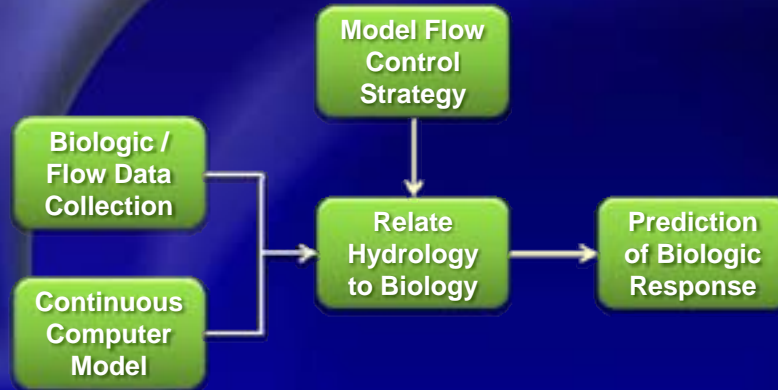 Model Flow
Control
Strategy
Biologic /
Flow Data
Collection
Continuous
Computer
Model
Relate
Hydrology
to Biology
Prediction
of Biologic
Response